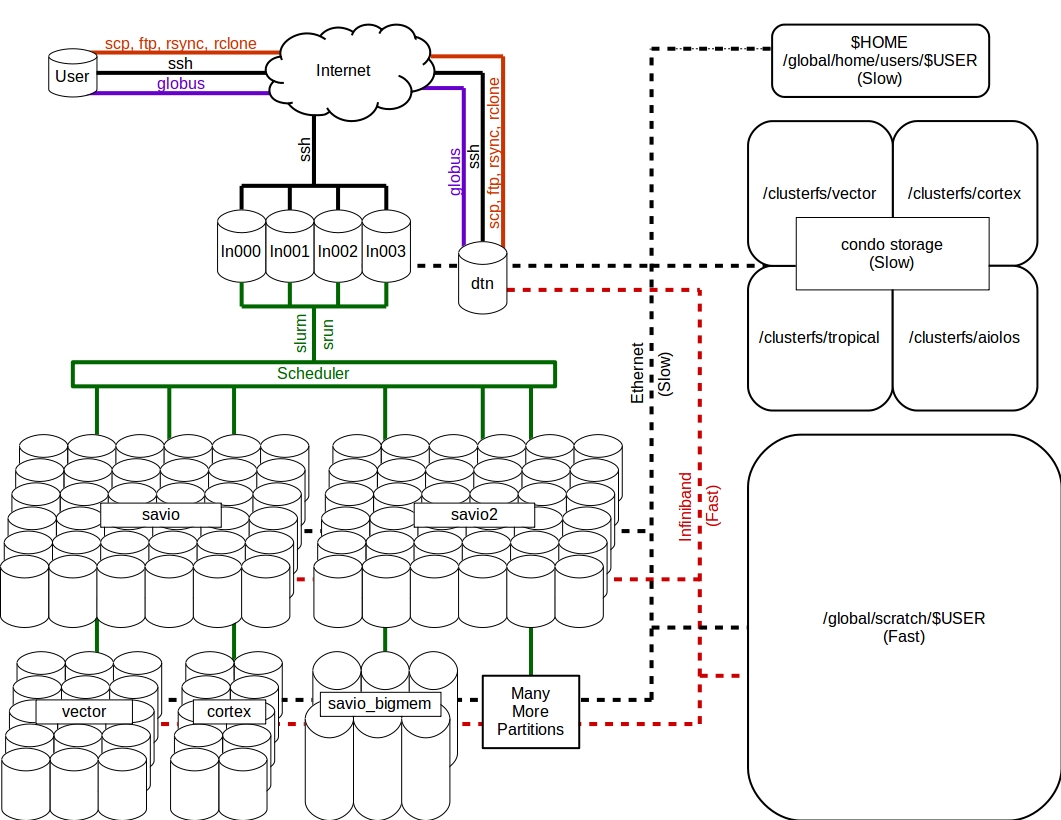 scp, ftp, rsync, rclone
User
ssh
globus
Internet
$HOME
/global/home/users/$USER
(Slow)
ssh
globus
ssh
scp, ftp, rsync, rclone
/clusterfs/vector
/clusterfs/cortex
ln000
ln001
ln002
ln003
dtn
condo storage
(Slow)
slurm
srun
/clusterfs/tropical
/clusterfs/aiolos
Ethernet
(Slow)
Scheduler
savio
savio2
Infiniband
(Fast)
/global/scratch/$USER
(Fast)
vector
cortex
savio_bigmem
Many
More
Partitions